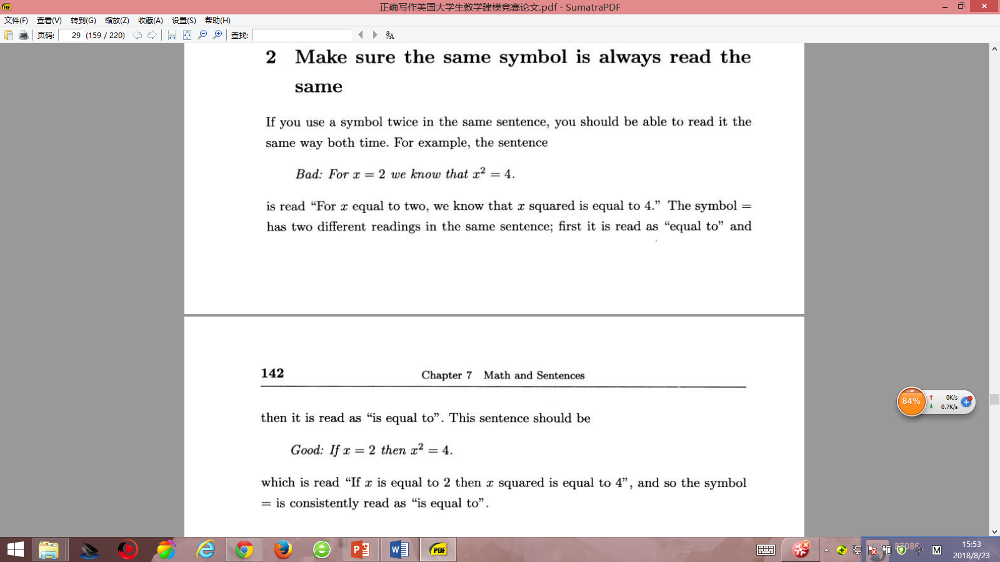 正确写作美国大学生数学建模竞赛论文.pdf - SumatraPDF
文件(F) 查看(V) 转到(G) 缩放(Z) 收藏(A) 设置(S) 帮助(H)
页码: 29 (159 / 220) 查找:
2 Make sure the same symbol is always read the
same
If you use a symbol twice in the same sentence, you should be able to read it the
same way both time. For example, the sentence
Bad: For x = 2 we know that x² = 4.
is read “For x equal to two, we know that x squared is equal to 4.” The symbol =
has two different readings in the same sentence; first it is read as “equal to” and
142 Chapter 7 Math and Sentences
then it is read as “is equal to”. This sentence should be
Good: If x = 2 then x² = 4.
which is read “If x is equal to 2 then x squared is equal to 4”, and so the symbol
= is consistently read as “is equal to”.
84% 0K/s
0.7K/s
PDF
87086
中 M
15:53
2018/8/23